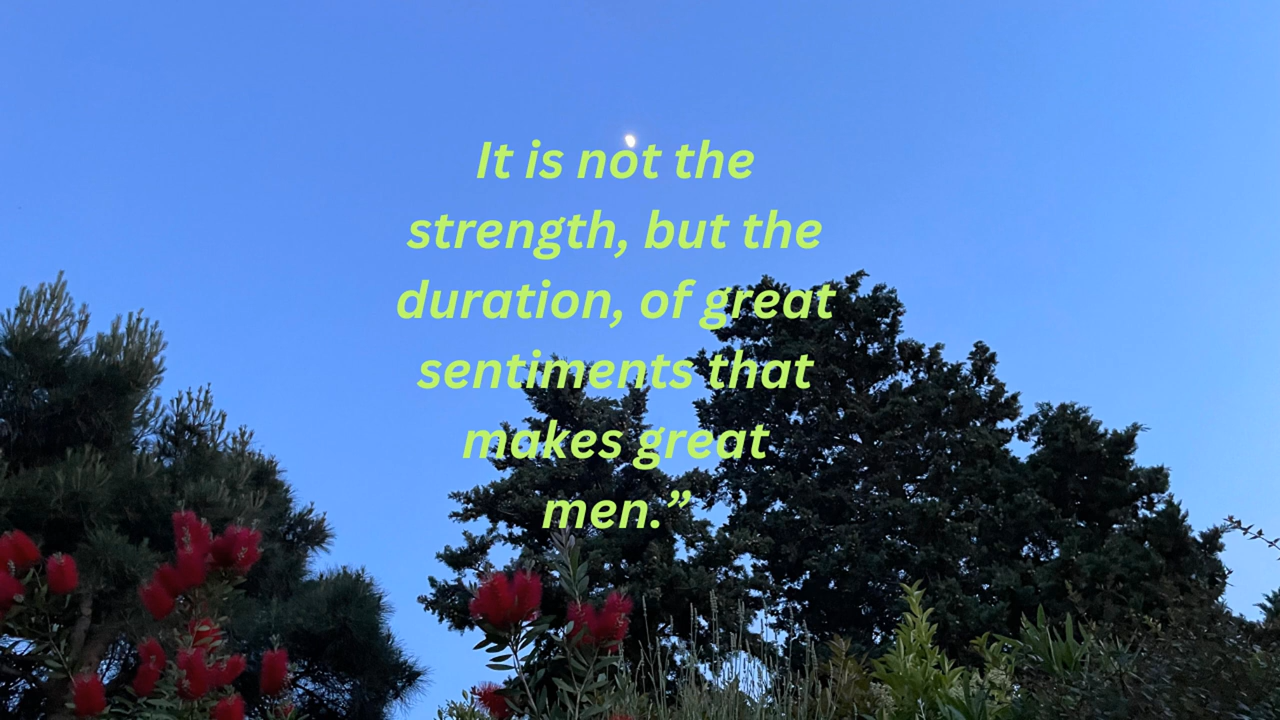 It is not the
strength, but the
duration, of great
sentiments that
makes great
men.”